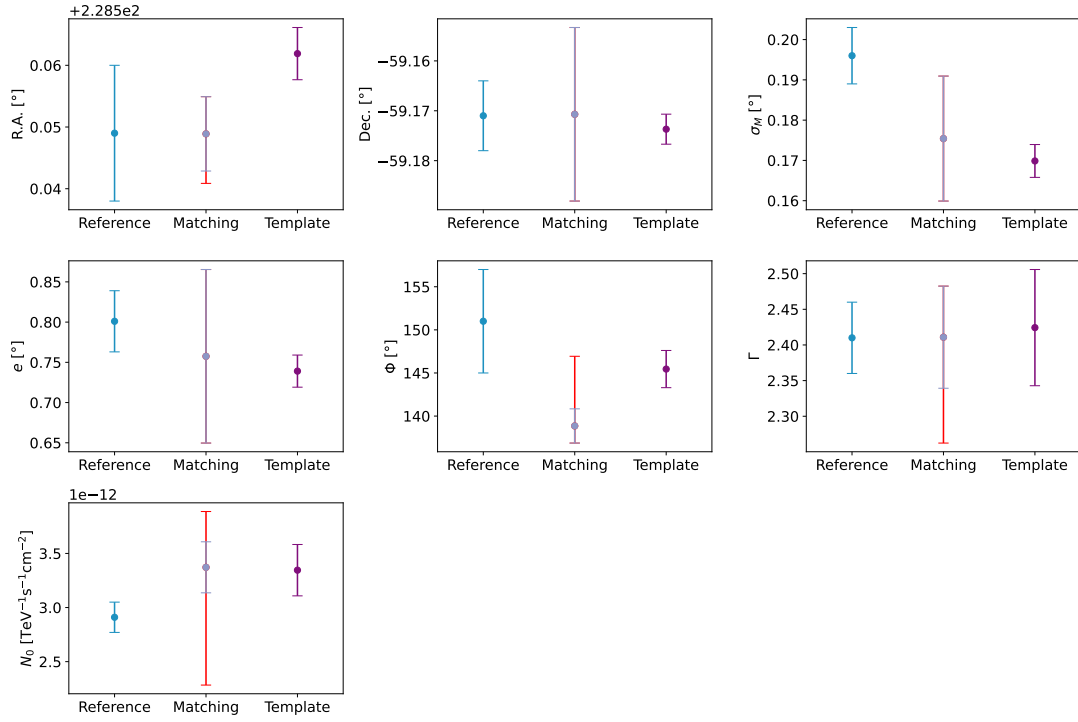 +2.285e2
R.A. [°]
0.06
0.05
0.04
Reference Matching Template
Dec. [°]
−59.16
−59.17
−59.18
Reference Matching Template
σ_M [°]
0.20
0.19
0.18
0.17
0.16
Reference Matching Template
e [°]
0.85
0.80
0.75
0.70
0.65
Reference Matching Template
Φ [°]
155
150
145
140
Reference Matching Template
Γ
2.50
2.45
2.40
2.35
2.30
Reference Matching Template
1e−12
N₀ [TeV⁻¹s⁻¹cm⁻²]
3.5
3.0
2.5
Reference Matching Template